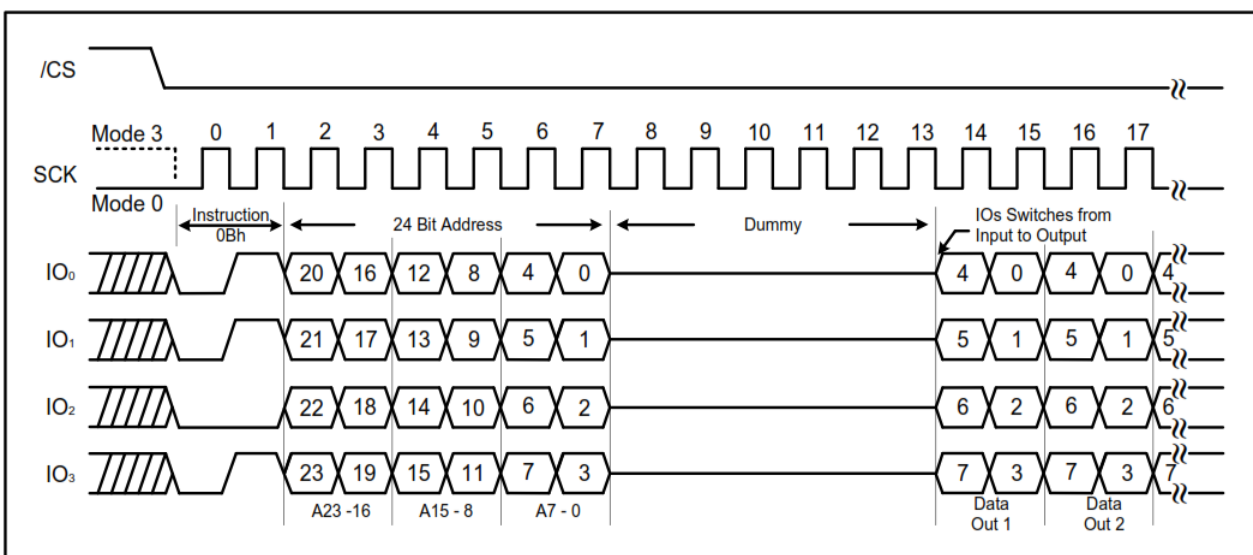 /CS
Mode 3 0 1 2 3 4 5 6 7 8 9 10 11 12 13 14 15 16 17
SCK
Mode 0
Instruction
0Bh
24 Bit Address
Dummy
IOs Switches from
Input to Output
IO₀ 20 16 12 8 4 0 4 0 4 0 4
IO₁ 21 17 13 9 5 1 5 1 5 1 5
IO₂ 22 18 14 10 6 2 6 2 6 2 6
IO₃ 23 19 15 11 7 3 7 3 7 3 7
A23 -16 A15 - 8 A7 - 0
Data
Out 1
Data
Out 2